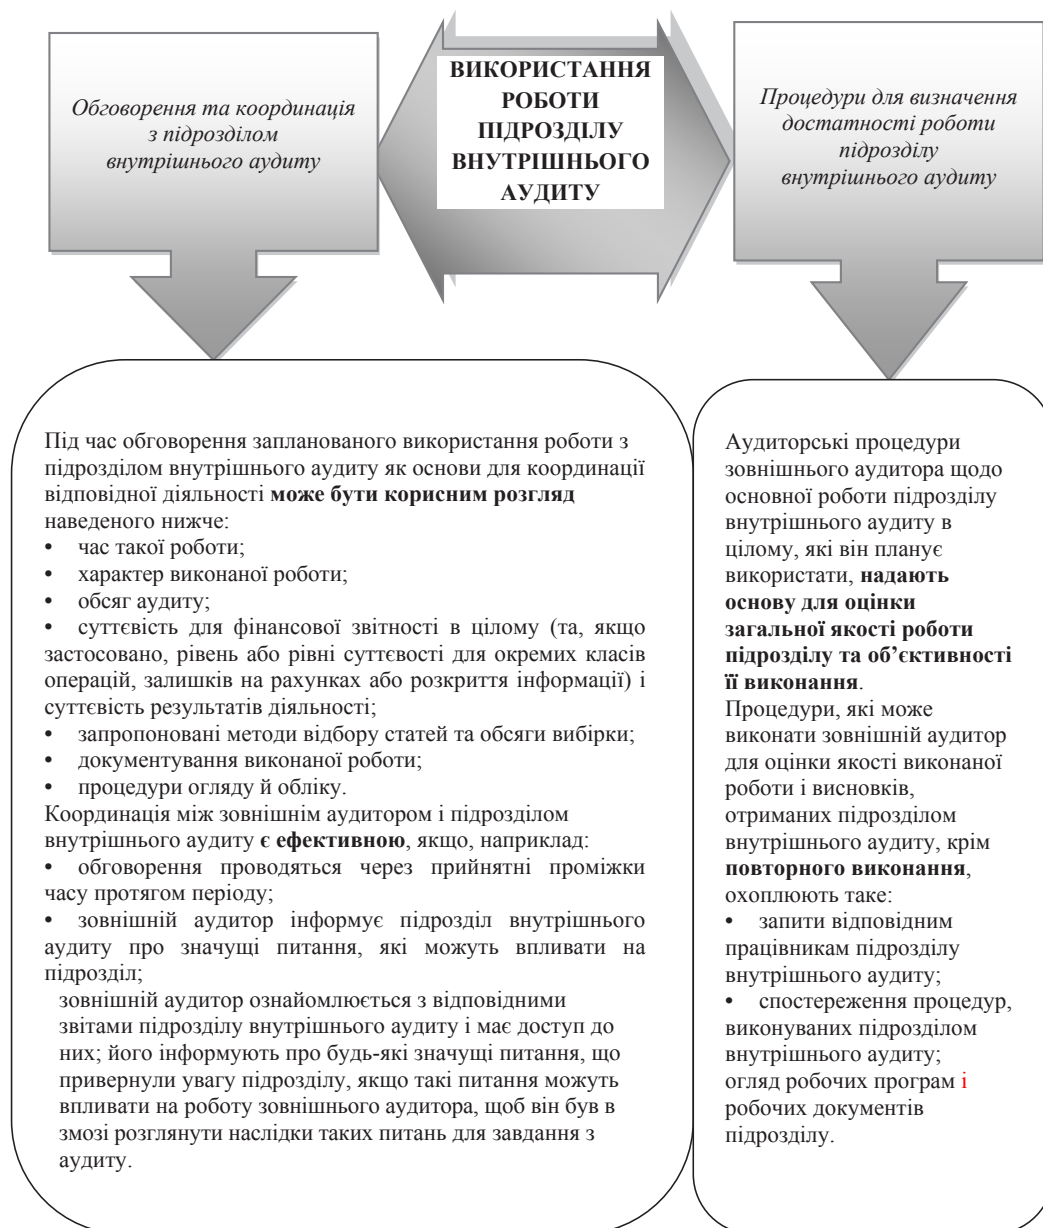 Обговорення та координація
з підрозділом
внутрішнього аудиту
ВИКОРИСТАННЯ
РОБОТИ
ПІДРОЗДІЛУ
ВНУТРІШНЬОГО
АУДИТУ
Процедури для визначення
достатності роботи
підрозділу
внутрішнього аудиту
Під час обговорення запланованого використання роботи з
підрозділом внутрішнього аудиту як основи для координації
відповідної діяльності може бути корисним розгляд
наведеного нижче:
• час такої роботи;
• характер виконаної роботи;
• обсяг аудиту;
• суттєвість для фінансової звітності в цілому (та, якщо
застосовано, рівень або рівні суттєвості для окремих класів
операцій, залишків на рахунках або розкриття інформації) і
суттєвість результатів діяльності;
• запропоновані методи відбору статей та обсяги вибірки;
• документування виконаної роботи;
• процедури огляду й обліку.
Координація між зовнішнім аудитором і підрозділом
внутрішнього аудиту є ефективною, якщо, наприклад:
• обговорення проводяться через прийнятні проміжки
часу протягом періоду;
• зовнішній аудитор інформує підрозділ внутрішнього
аудиту про значущі питання, які можуть впливати на
підрозділ;
зовнішній аудитор ознайомлюється з відповідними
звітами підрозділу внутрішнього аудиту і має доступ до
них; його інформують про будь-які значущі питання, що
привернули увагу підрозділу, якщо такі питання можуть
впливати на роботу зовнішнього аудитора, щоб він був в
змозі розглянути наслідки таких питань для завдання з
аудиту.
Аудиторські процедури
зовнішнього аудитора щодо
основної роботи підрозділу
внутрішнього аудиту в
цілому, які він планує
використати, надають
основу для оцінки
загальної якості роботи
підрозділу та об’єктивності
її виконання.
Процедури, які може
виконати зовнішній аудитор
для оцінки якості виконаної
роботи і висновків,
отриманих підрозділом
внутрішнього аудиту, крім
повторного виконання,
охоплюють таке:
• запити відповідним
працівникам підрозділу
внутрішнього аудиту;
• спостереження процедур,
виконуваних підрозділом
внутрішнього аудиту;
огляд робочих програм і
робочих документів
підрозділу.